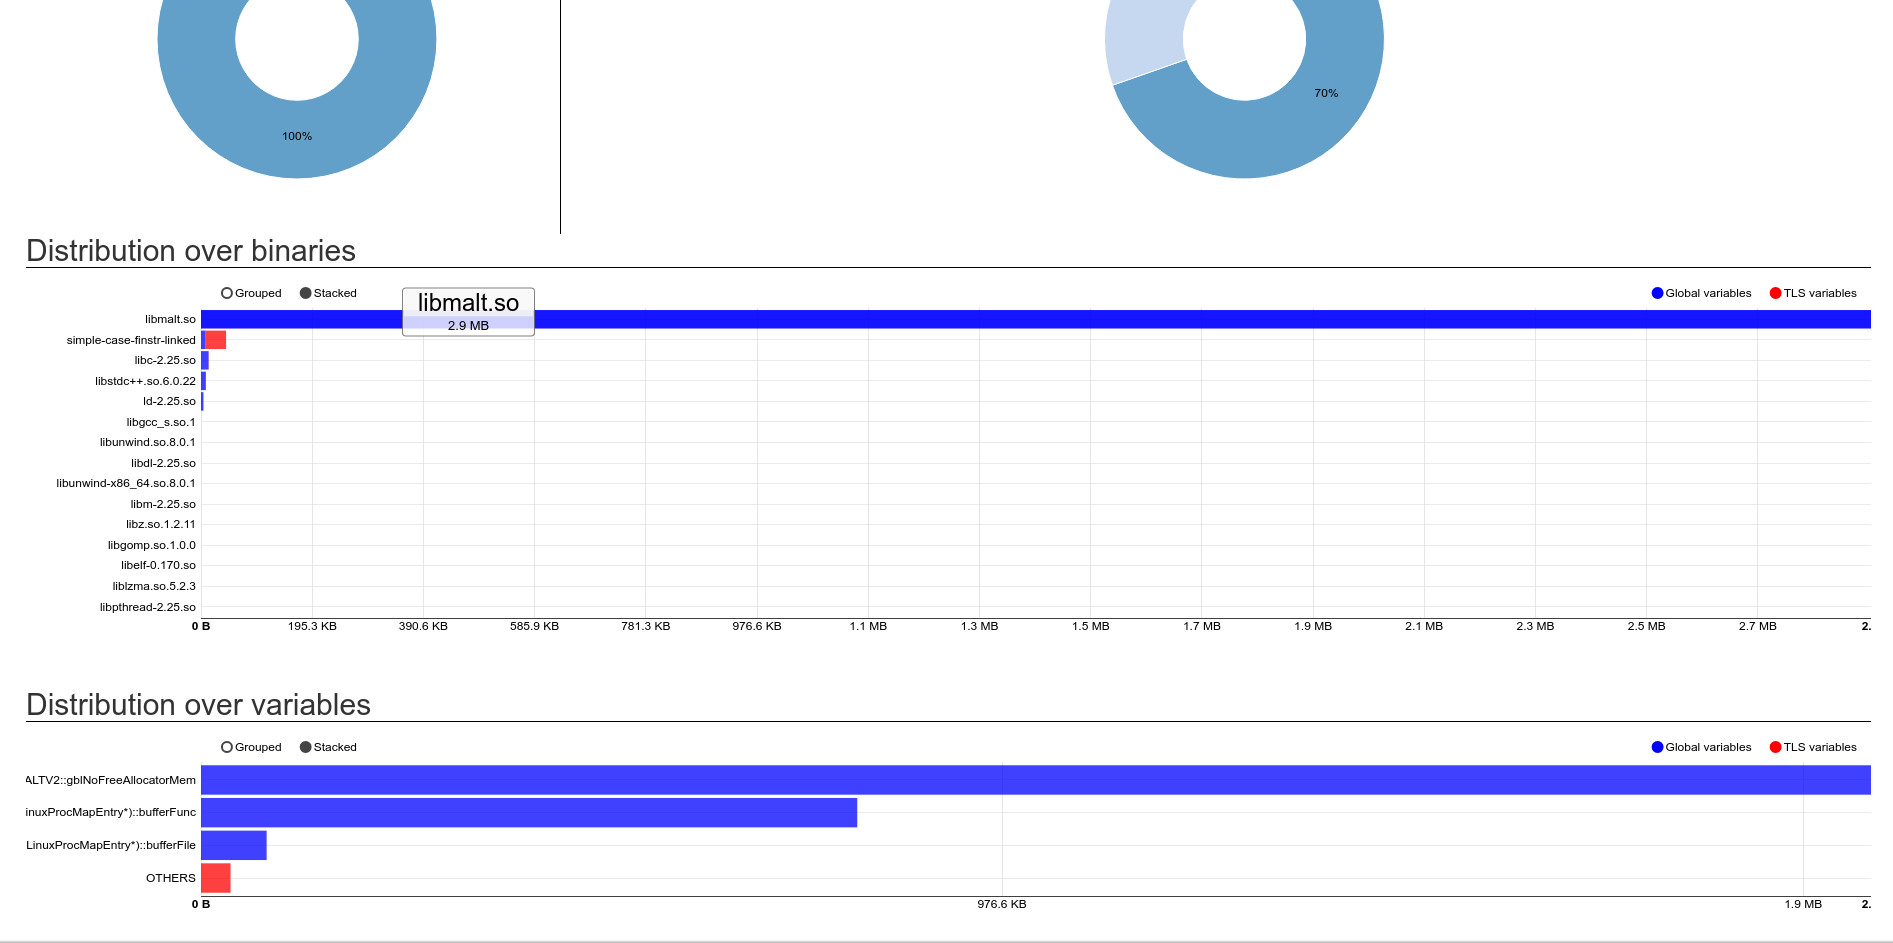 100%
70%
Distribution over binaries
Grouped Stacked
Global variables TLS variables
libmalt.so
2.9 MB
libmalt.so
simple-case-finstr-linked
libc-2.25.so
libstdc++.so.6.0.22
ld-2.25.so
libgcc_s.so.1
libunwind.so.8.0.1
libdl-2.25.so
libunwind-x86_64.so.8.0.1
libm-2.25.so
libz.so.1.2.11
libgomp.so.1.0.0
libelf-0.170.so
liblzma.so.5.2.3
libpthread-2.25.so
0 B 195.3 KB 390.6 KB 585.9 KB 781.3 KB 976.6 KB 1.1 MB 1.3 MB 1.5 MB 1.7 MB 1.9 MB 2.1 MB 2.3 MB 2.5 MB 2.7 MB 2.
Distribution over variables
Grouped Stacked
Global variables TLS variables
ALTV2::gblNoFreeAllocatorMem
inuxProcMapEntry*)::bufferFunc
LinuxProcMapEntry*)::bufferFile
OTHERS
0 B 976.6 KB 1.9 MB 2.